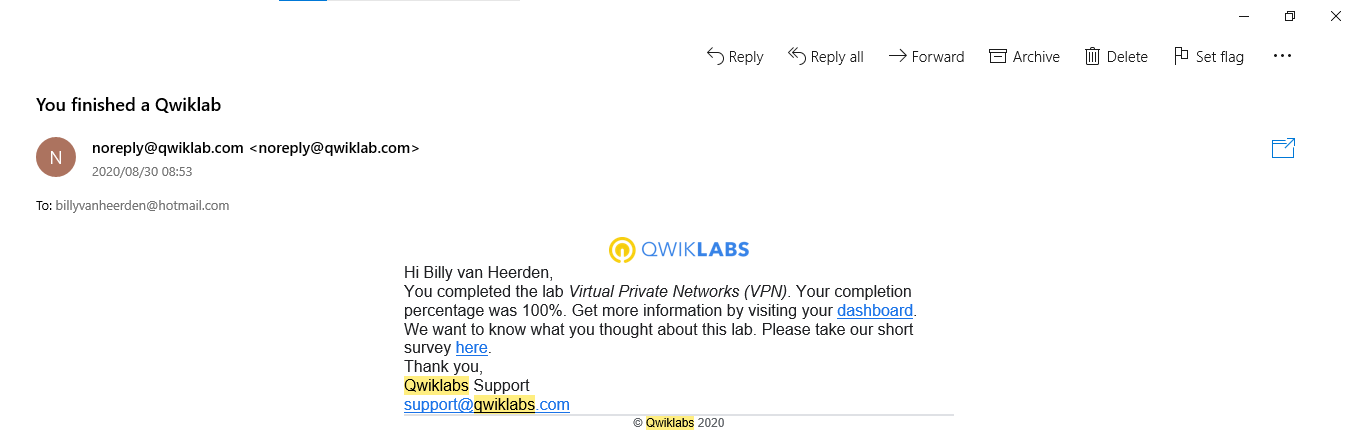 Reply
Reply all
Forward
Archive
Delete
Set flag
You finished a Qwiklab
N
noreply@qwiklab.com <noreply@qwiklab.com>
2020/08/30 08:53
To: billyvanheerden@hotmail.com
QWIKLABS
Hi Billy van Heerden,
You completed the lab Virtual Private Networks (VPN). Your completion
percentage was 100%. Get more information by visiting your dashboard.
We want to know what you thought about this lab. Please take our short
survey here.
Thank you,
Qwiklabs Support
support@qwiklabs.com
© Qwiklabs 2020